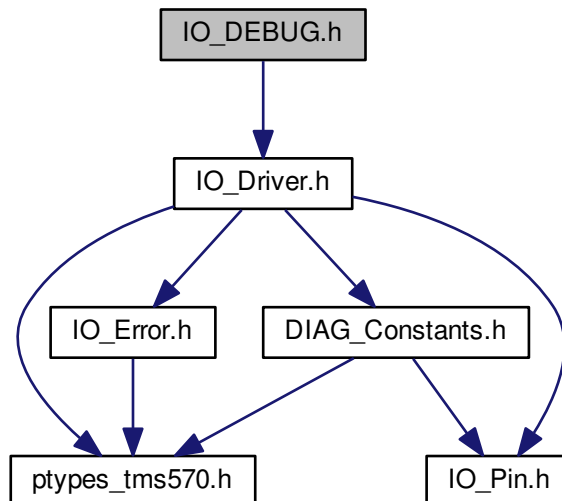 IO_DEBUG.h
IO_Driver.h
IO_Error.h
DIAG_Constants.h
ptypes_tms570.h
IO_Pin.h